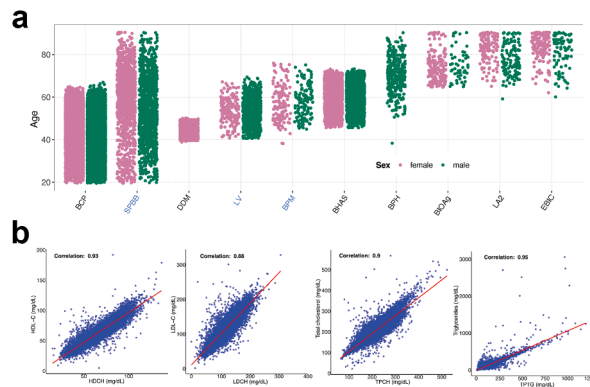 a
Age
80
60
40
20
Sex female male
BCP SPBB DDM LV BPM BHAS BPH BIOAg LA2 EBIC
b
Correlation: 0.93
HDL-C (mg/dL)
200
150
100
50
0
50 100
HDCH (mg/dL)
Correlation: 0.88
LDL-C (mg/dL)
300
200
100
0
0 100 200 300 400
LDCH (mg/dL)
Correlation: 0.9
Total cholesterol (mg/dL)
500
400
300
200
100
100 200 300 400 500
TPCH (mg/dL)
Correlation: 0.95
Triglycerides (mg/dL)
3000
2000
1000
0
0 250 500 750 1000
TP1G (mg/dL)